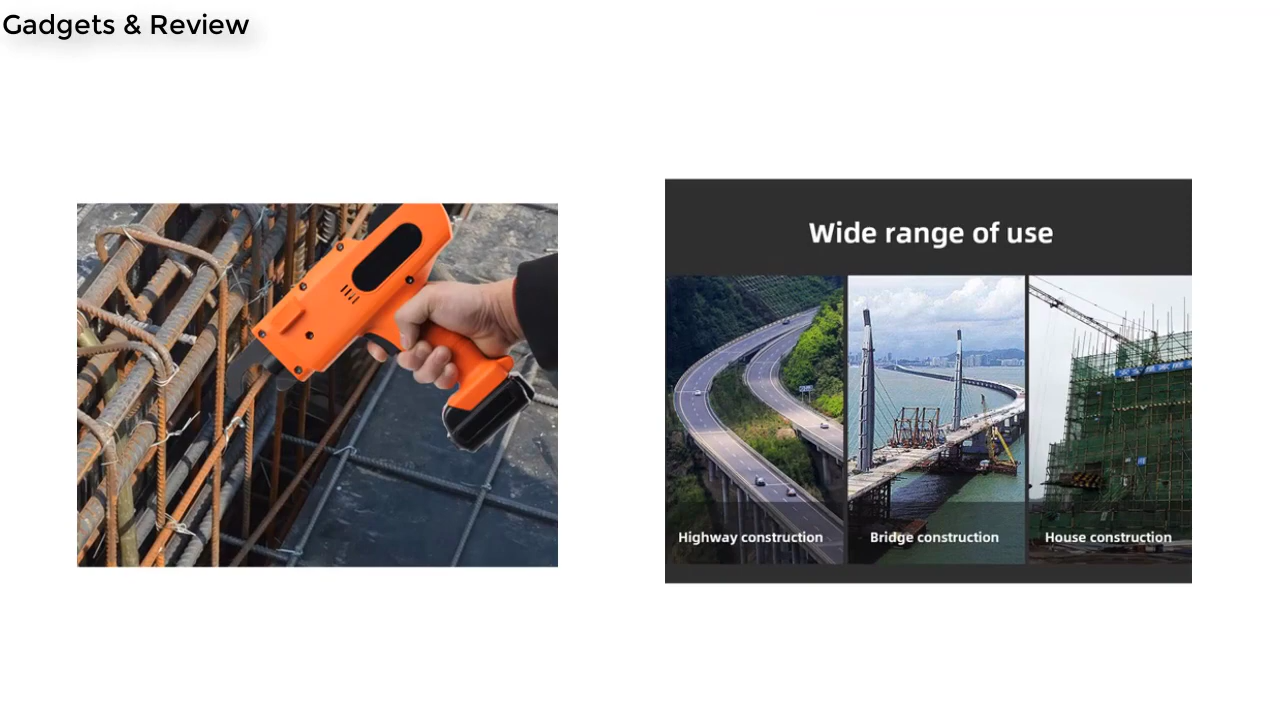 Gadgets & Review
Wide range of use
Highway construction
Bridge construction
House construction